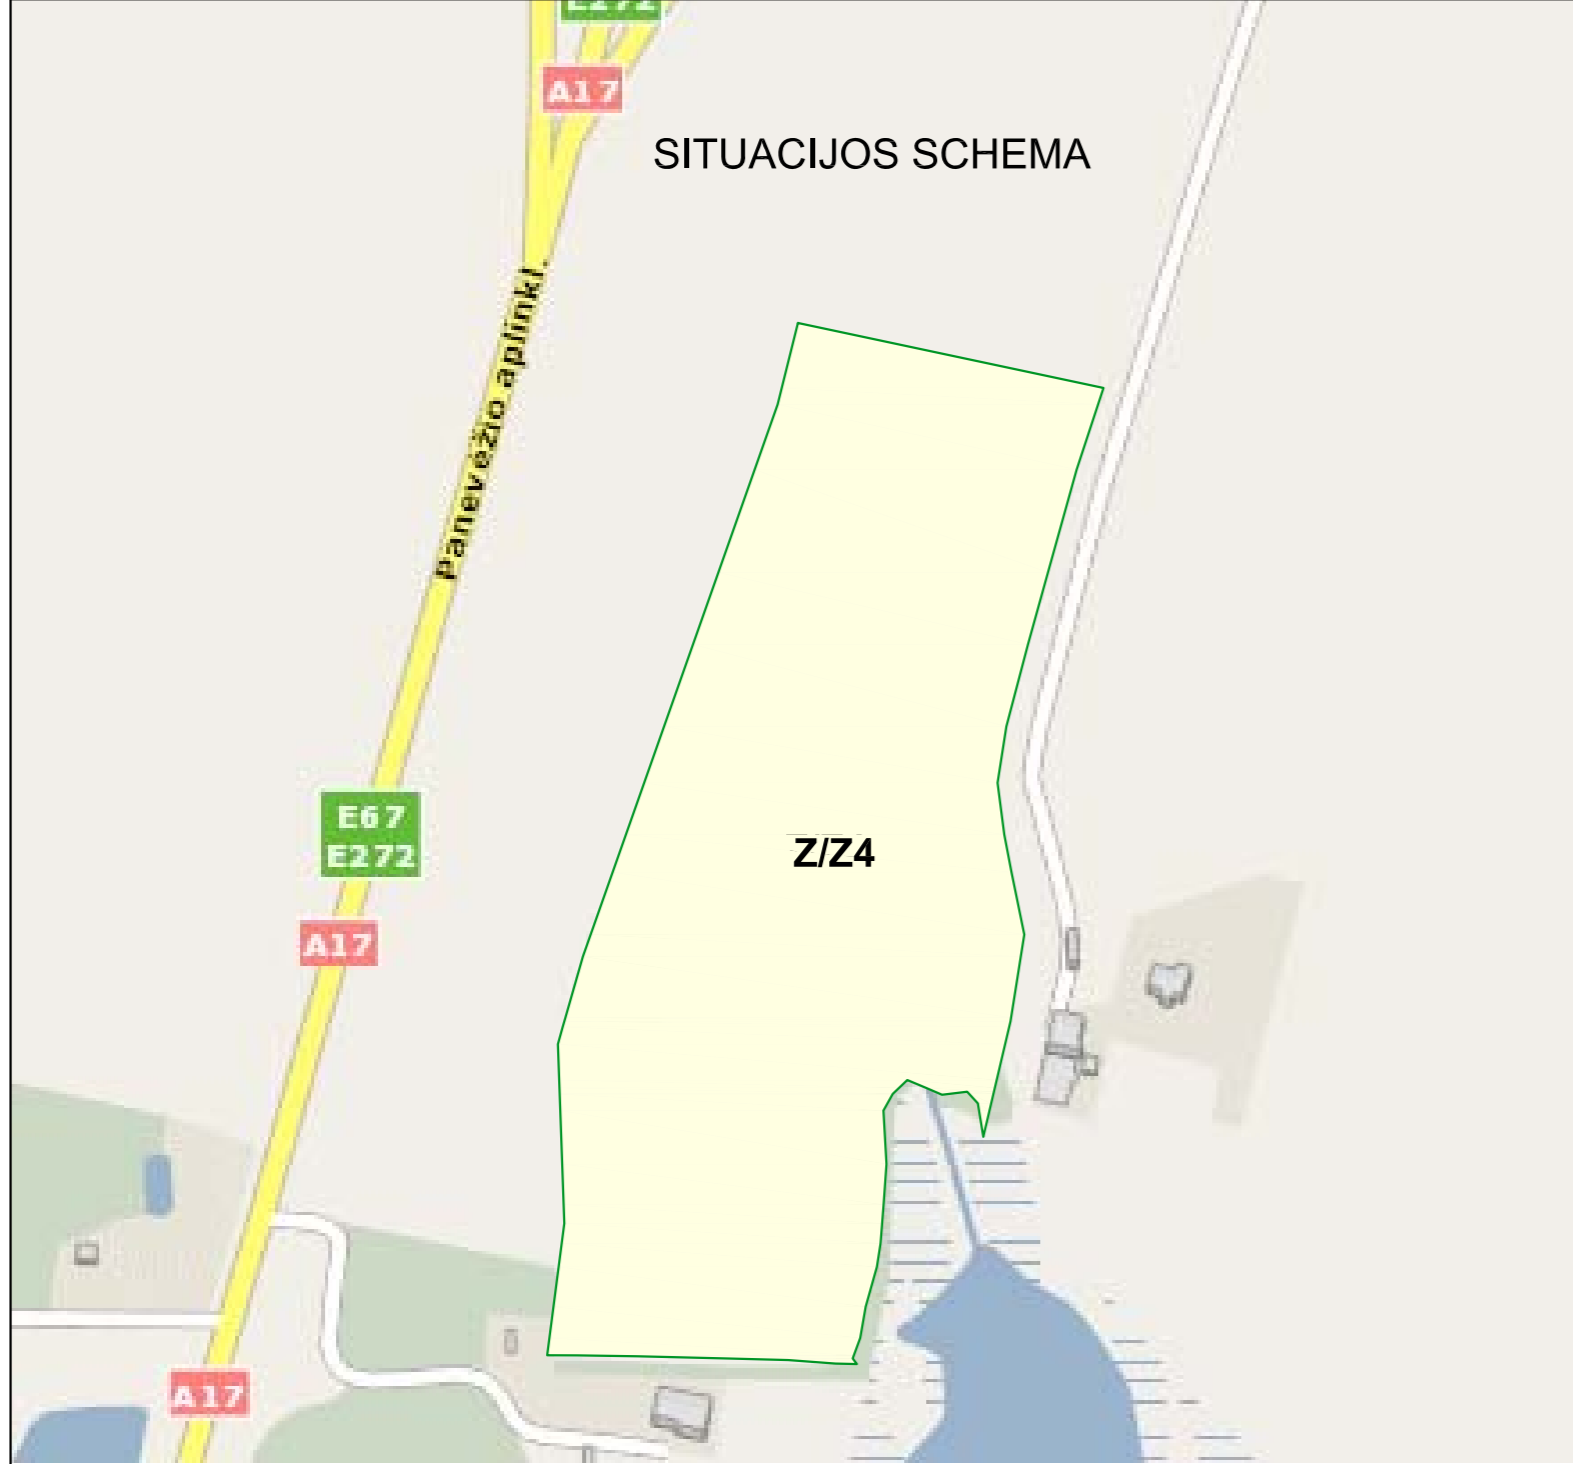 E272
A17
SITUACIJOS SCHEMA
Panevėžio aplinkl.
E67
E272
Z/Z4
A17
A17